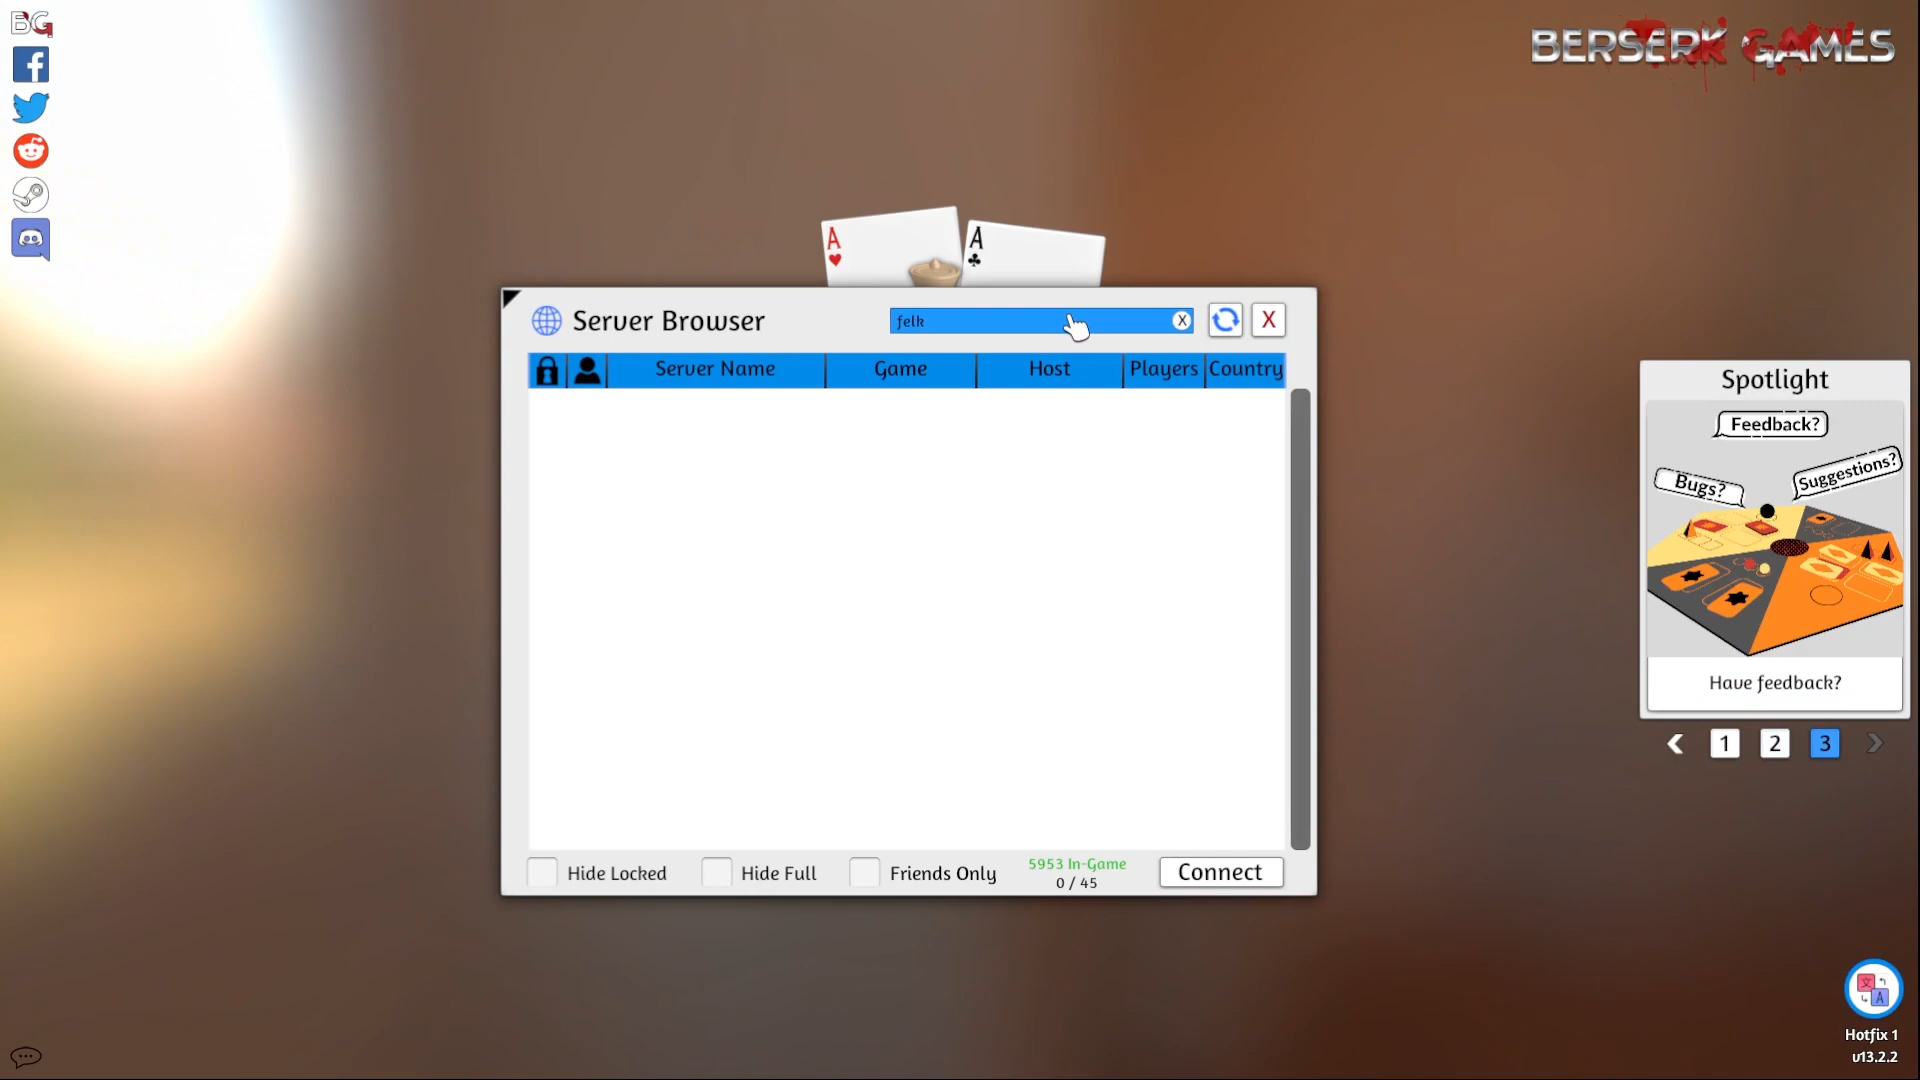 BG
BERSERK GAMES
A
A
Server Browser
felk
X
X
Server Name
Game
Host
Players
Country
Spotlight
Feedback?
Bugs?
Suggestions?
Have feedback?
1
2
3
Hide Locked
Hide Full
Friends Only
5953 In-Game
0 / 45
Connect
文
A
Hotfix 1
v13.2.2